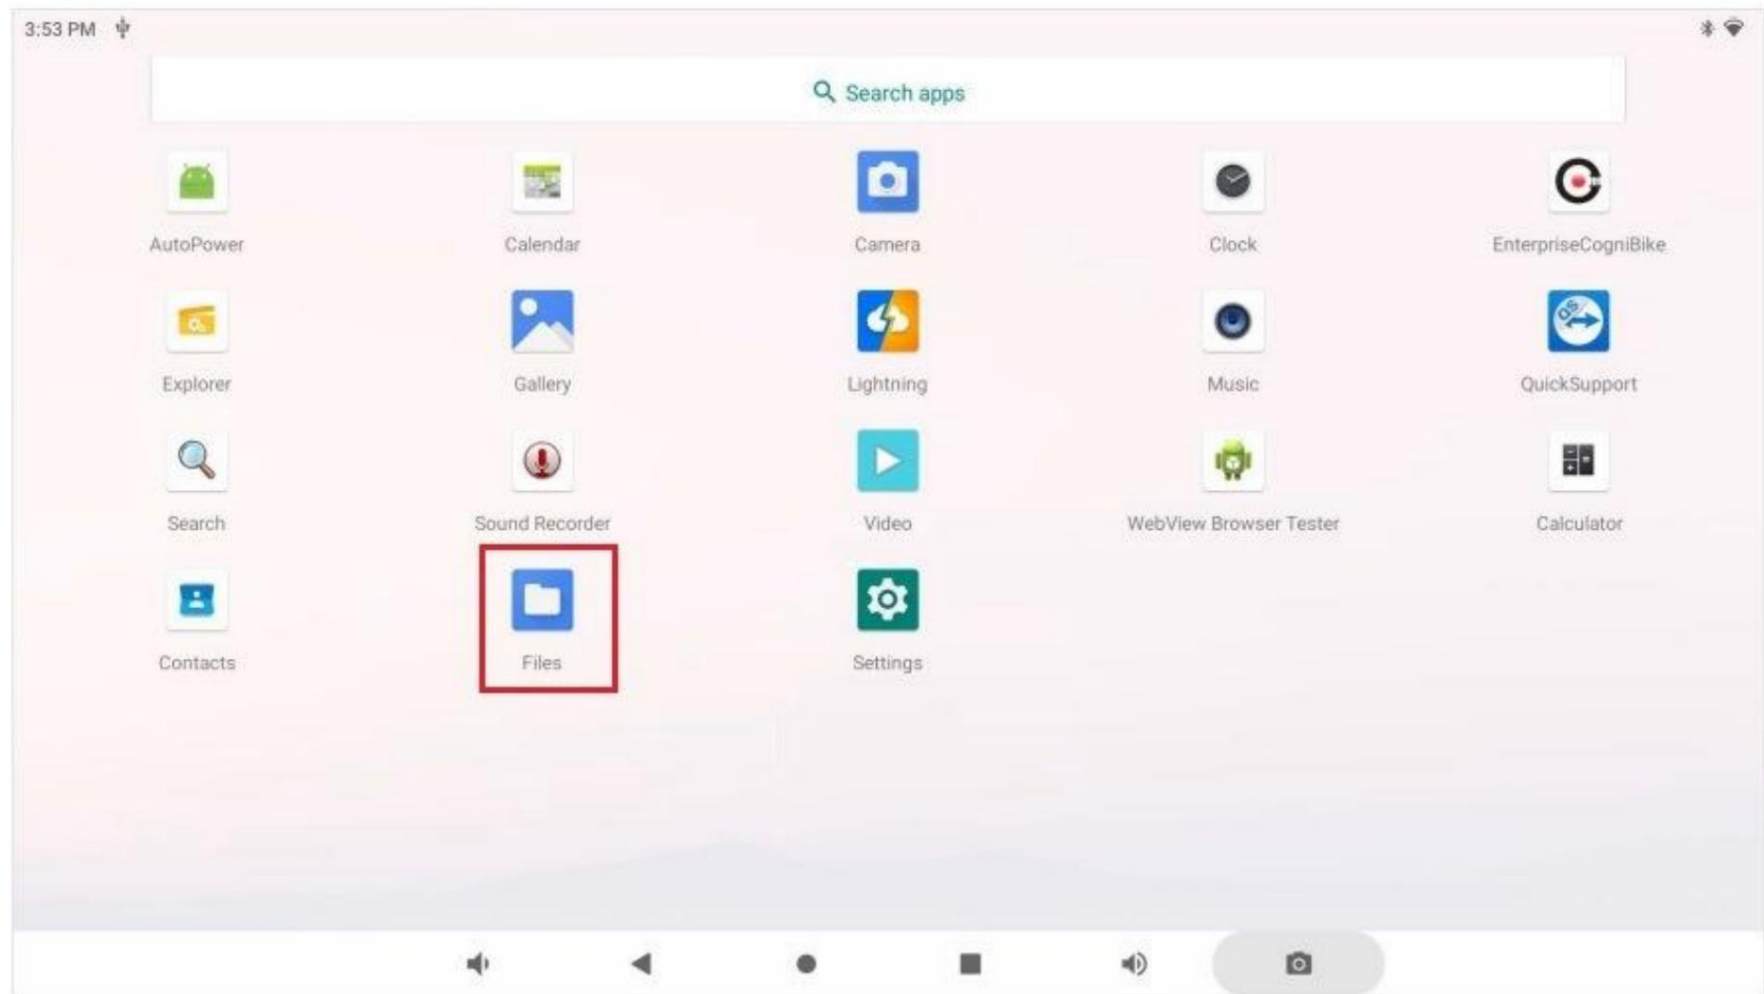 3:53 PM
Search apps
AutoPower
Calendar
Camera
Clock
EnterpriseCogniBike
Explorer
Gallery
Lightning
Music
QuickSupport
Search
Sound Recorder
Video
WebView Browser Tester
Calculator
Contacts
Files
Settings